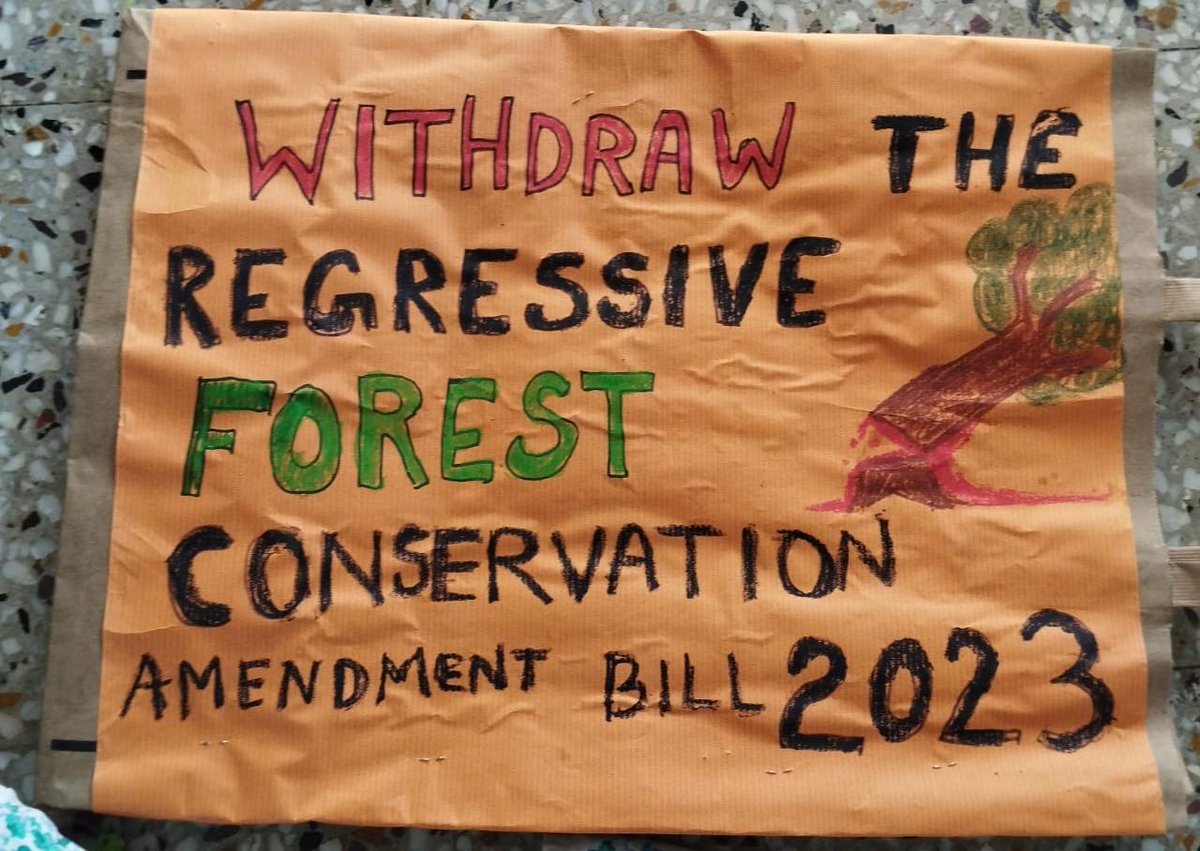 WITHDRAW THE
REGRESSIVE
FOREST
CONSERVATION
AMENDMENT BILL 2023